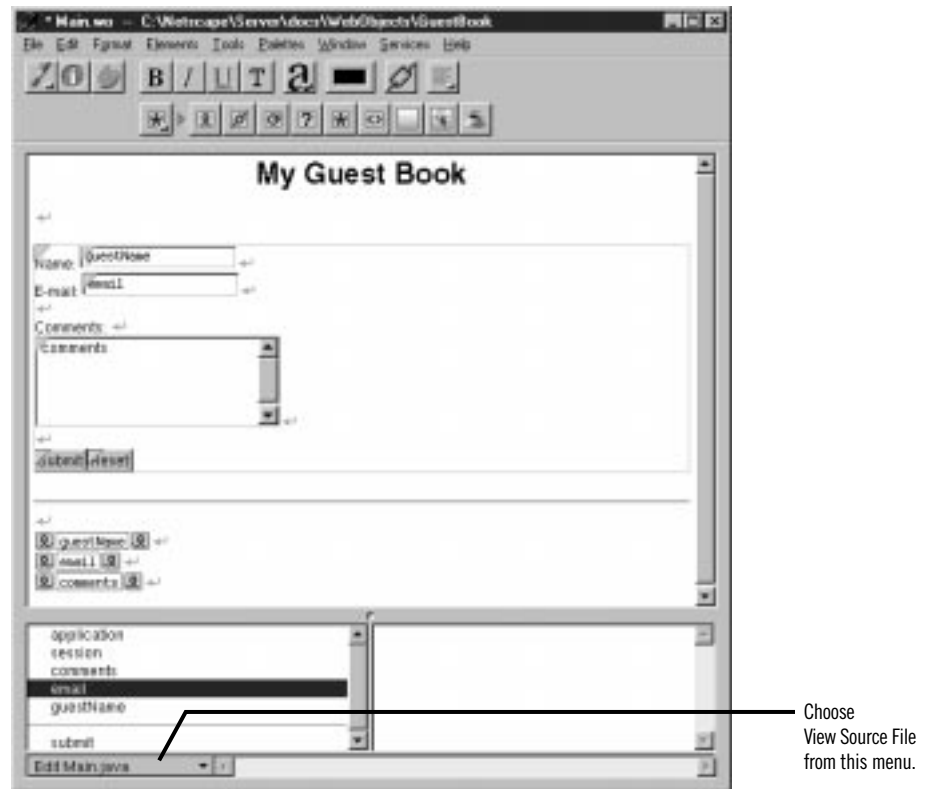 * Main.wo — C:\Netscape\Server\docs\WebObjects\GuestBook
File Edit Format Elements Tools Palettes Window Services Help
B I U T a
My Guest Book
Name: guestName
E-mail: email
Comments:
comments
Submit Reset
guestName
email
comments
application
session
comments
email
guestName
submit
Edit Main.java
Choose
View Source File
from this menu.